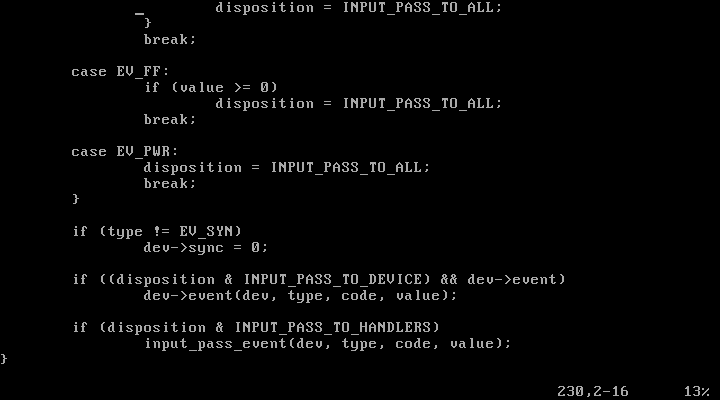 disposition = INPUT_PASS_TO_ALL;
                }
                break;

        case EV_FF:
                if (value >= 0)
                        disposition = INPUT_PASS_TO_ALL;
                break;

        case EV_PWR:
                disposition = INPUT_PASS_TO_ALL;
                break;
        }

        if (type != EV_SYN)
                dev->sync = 0;

        if ((disposition & INPUT_PASS_TO_DEVICE) && dev->event)
                dev->event(dev, type, code, value);

        if (disposition & INPUT_PASS_TO_HANDLERS)
                input_pass_event(dev, type, code, value);
}
                                                              230,2-16      13%